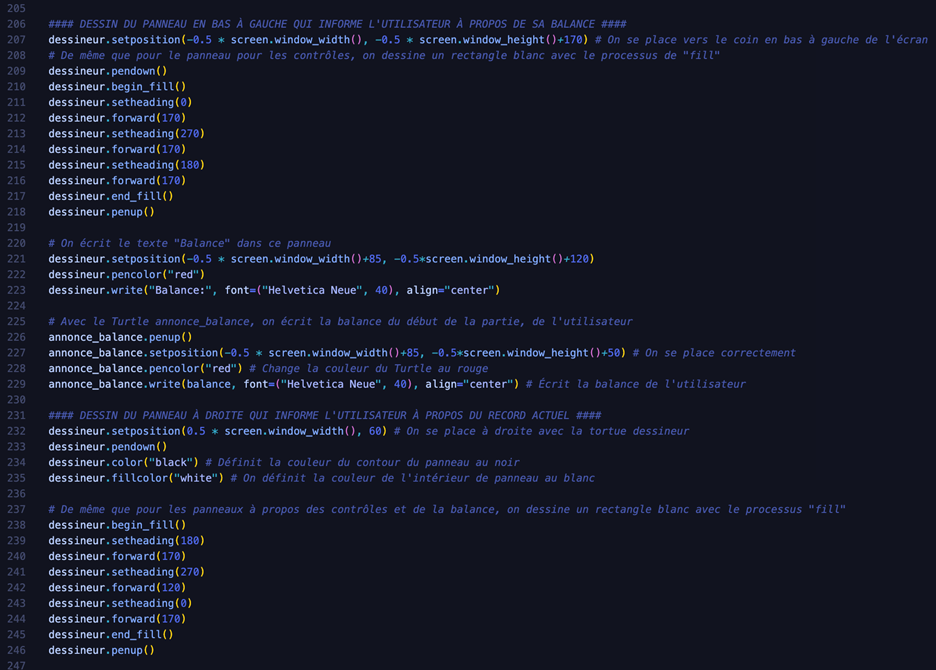 205
206 #### DESSIN DU PANNEAU EN BAS À GAUCHE QUI INFORME L'UTILISATEUR À PROPOS DE SA BALANCE ####
207 dessineur.setposition(-0.5 * screen.window_width(), -0.5 * screen.window_height()+170) # On se place vers le coin en bas à gauche de l'écran
208 # De même que pour le panneau pour les contrôles, on dessine un rectangle blanc avec le processus de "fill"
209 dessineur.pendown()
210 dessineur.begin_fill()
211 dessineur.setheading(0)
212 dessineur.forward(170)
213 dessineur.setheading(270)
214 dessineur.forward(170)
215 dessineur.setheading(180)
216 dessineur.forward(170)
217 dessineur.end_fill()
218 dessineur.penup()
219
220 # On écrit le texte "Balance" dans ce panneau
221 dessineur.setposition(-0.5 * screen.window_width()+85, -0.5*screen.window_height()+120)
222 dessineur.pencolor("red")
223 dessineur.write("Balance:", font=("Helvetica Neue", 40), align="center")
224
225 # Avec le Turtle annonce_balance, on écrit la balance du début de la partie, de l'utilisateur
226 annonce_balance.penup()
227 annonce_balance.setposition(-0.5 * screen.window_width()+85, -0.5*screen.window_height()+50) # On se place correctement
228 annonce_balance.pencolor("red") # Change la couleur du Turtle au rouge
229 annonce_balance.write(balance, font=("Helvetica Neue", 40), align="center") # Écrit la balance de l'utilisateur
230
231 #### DESSIN DU PANNEAU À DROITE QUI INFORME L'UTILISATEUR À PROPOS DU RECORD ACTUEL ####
232 dessineur.setposition(0.5 * screen.window_width(), 60) # On se place à droite avec la tortue dessineur
233 dessineur.pendown()
234 dessineur.color("black") # Définit la couleur du contour du panneau au noir
235 dessineur.fillcolor("white") # On définit la couleur de l'intérieur de panneau au blanc
236
237 # De même que pour les panneaux à propos des contrôles et de la balance, on dessine un rectangle blanc avec le processus "fill"
238 dessineur.begin_fill()
239 dessineur.setheading(180)
240 dessineur.forward(170)
241 dessineur.setheading(270)
242 dessineur.forward(120)
243 dessineur.setheading(0)
244 dessineur.forward(170)
245 dessineur.end_fill()
246 dessineur.penup()
247